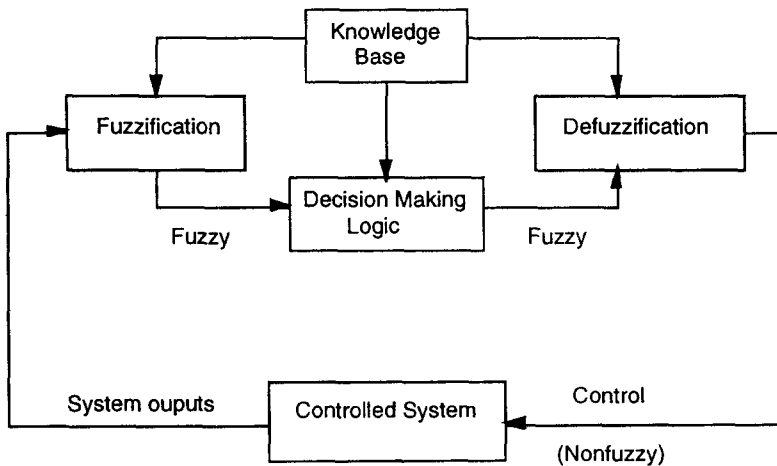 Knowledge
Base
Fuzzification
Defuzzification
Decision Making
Logic
Fuzzy
Fuzzy
System ouputs
Controlled System
Control
(Nonfuzzy)